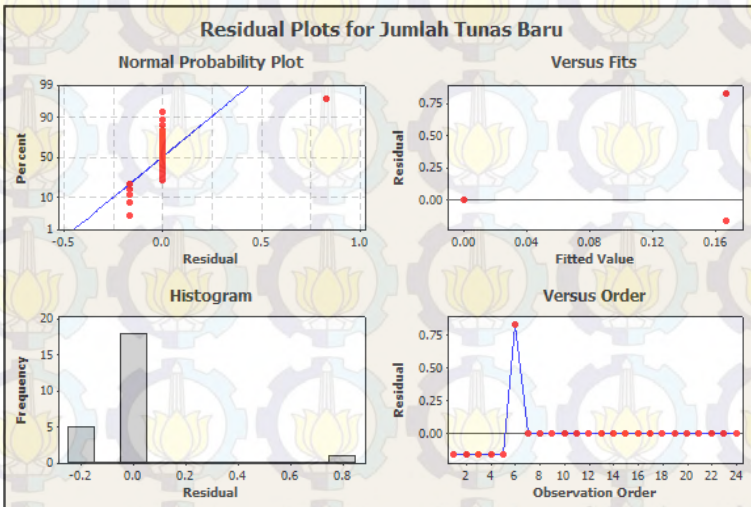 Residual Plots for Jumlah Tunas Baru
Normal Probability Plot
99
90
50
10
1
Percent
-0.5
0.0
0.5
1.0
Residual
Versus Fits
0.75
0.50
0.25
0.00
Residual
0.00
0.04
0.08
0.12
0.16
Fitted Value
Histogram
20
15
10
5
0
Frequency
-0.2
0.0
0.2
0.4
0.6
0.8
Residual
Versus Order
0.75
0.50
0.25
0.00
Residual
2 4 6 8 10 12 14 16 18 20 22 24
Observation Order